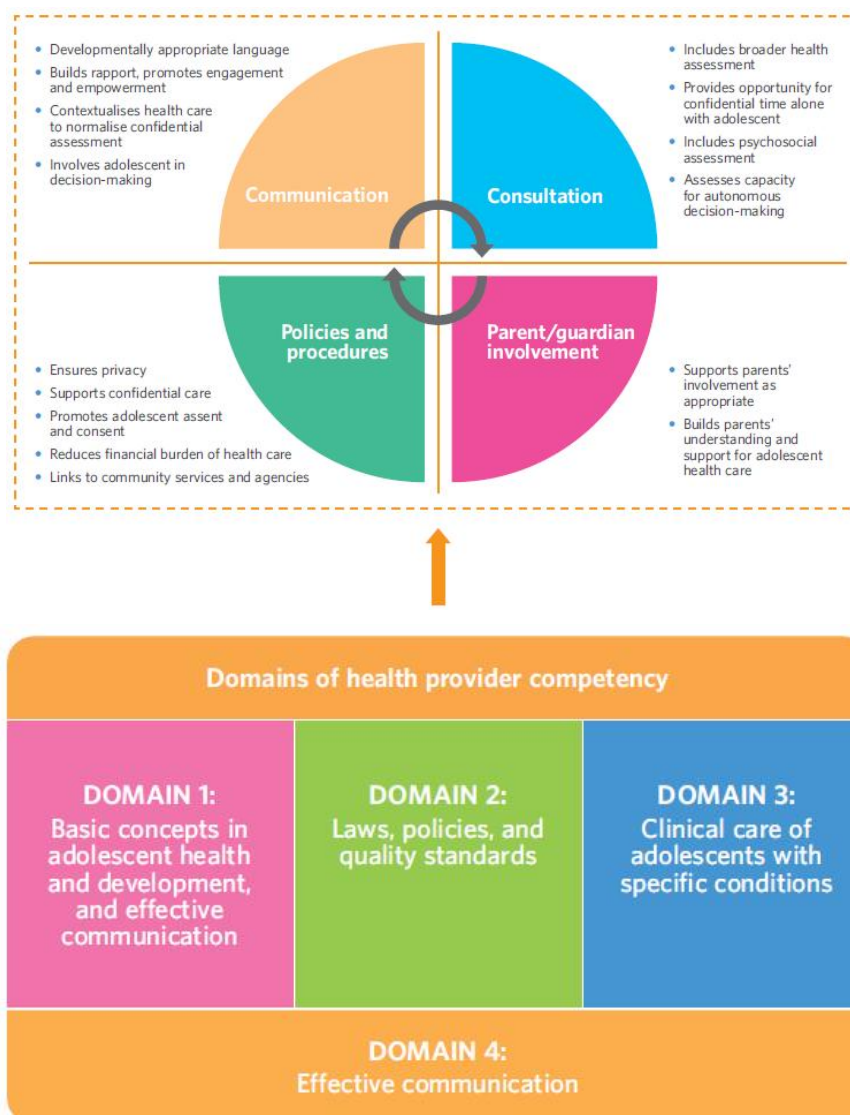 • Developmentally appropriate language
• Builds rapport, promotes engagement
and empowerment
• Contextualises health care
to normalise confidential
assessment
• Involves adolescent in
decision-making
Communication
• Includes broader health
assessment
• Provides opportunity for
confidential time alone
with adolescent
• Includes psychosocial
assessment
• Assesses capacity
for autonomous
decision-making
Consultation
Policies and
procedures
• Ensures privacy
• Supports confidential care
• Promotes adolescent assent
and consent
• Reduces financial burden of health care
• Links to community services and agencies
Parent/guardian
involvement
• Supports parents'
involvement as
appropriate
• Builds parents'
understanding and
support for adolescent
health care
Domains of health provider competency
DOMAIN 1:
Basic concepts in
adolescent health
and development,
and effective
communication
DOMAIN 2:
Laws, policies, and
quality standards
DOMAIN 3:
Clinical care of
adolescents with
specific conditions
DOMAIN 4:
Effective communication